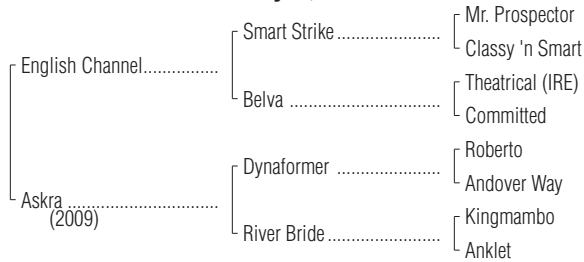 Mr. Prospector
Smart Strike ........................
Classy 'n Smart
English Channel................
Theatrical (IRE)
Belva ...................................
Committed
Roberto
Dynaformer ........................
Andover Way
Askra ...................................
(2009)
Kingmambo
River Bride ..........................
Anklet